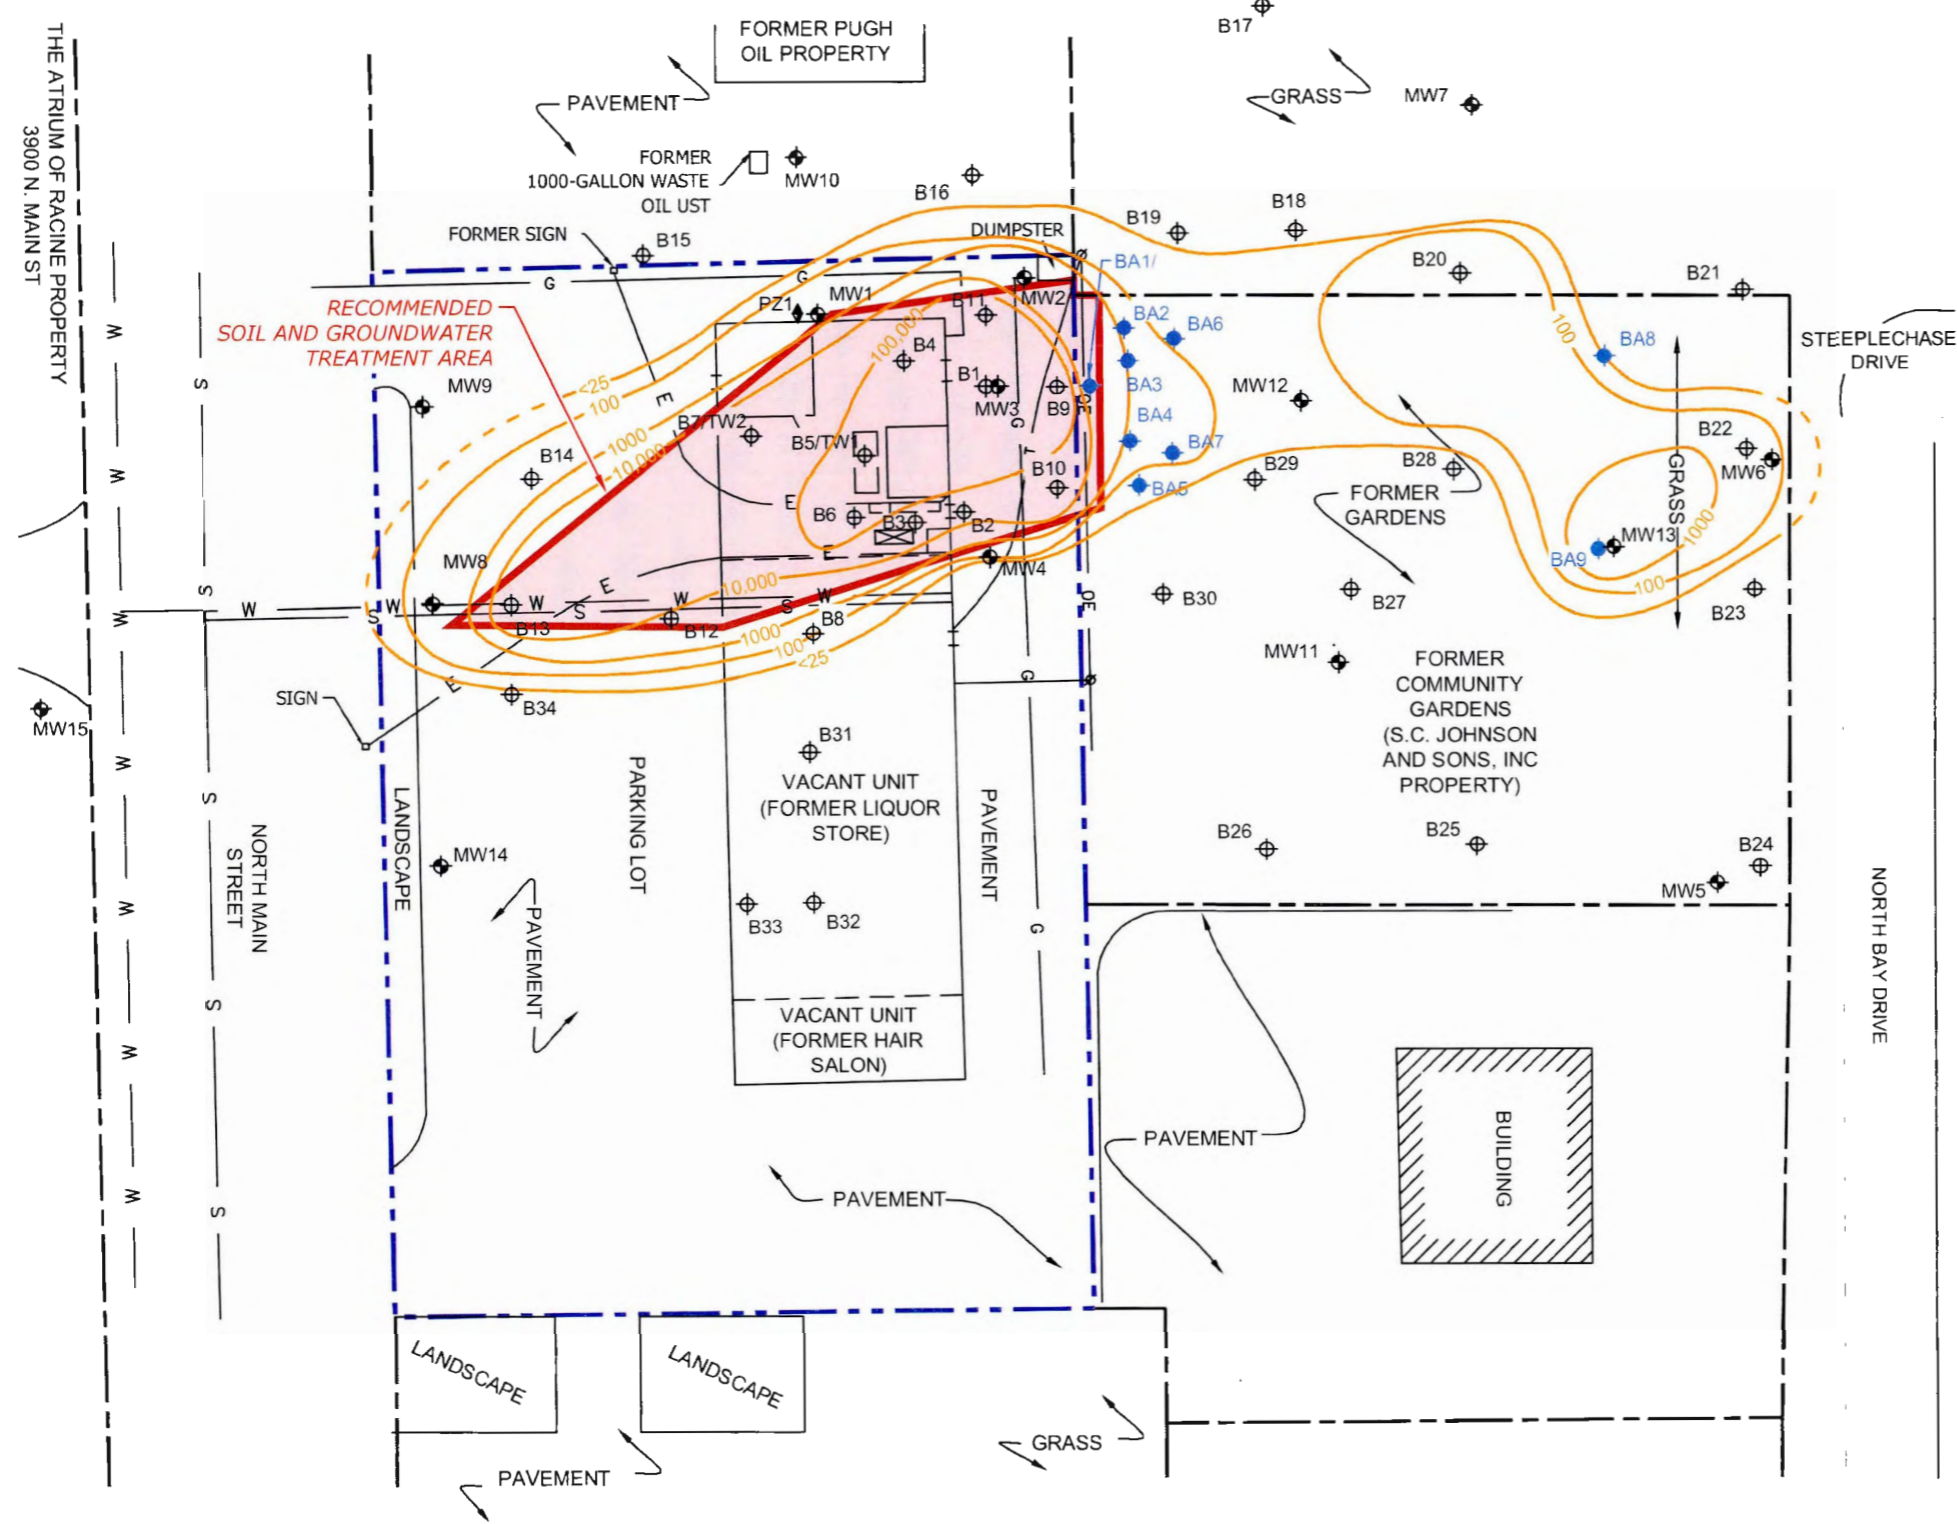 FORMER PUGH
OIL PROPERTY
B17
PAVEMENT
GRASS
MW7
THE ATRIUM OF RACINE PROPERTY
3900 N. MAIN ST
FORMER
1000-GALLON WASTE
OIL UST
MW10
B16
B15
FORMER SIGN
DUMPSTER
B19
B18
BA1/
B20
B21
G
G
RECOMMENDED
SOIL AND GROUNDWATER
TREATMENT AREA
PZ1
MW1
B11
MW2
BA2
BA6
100
BA8
STEEPLECHASE
DRIVE
W
S
100,000
B4
B1
MW3
B9
OE
BA3
MW12
MW9
<25
100
E
1000
10,000
B7/TW2
B5/TW1
G
T
BA4
BA7
B14
B10
BA5
B29
B28
FORMER
GARDENS
GRASS
B22
MW6
W
E
B6
B3
B2
1000
MW13
BA9
100
MW8
E
MW4
S
W
W
S
W
B13
S
E
W
B12
10,000
S
W
B8
1000
100
<25
OE
B30
B27
B23
MW11
FORMER
COMMUNITY
GARDENS
(S.C. JOHNSON
AND SONS, INC
PROPERTY)
SIGN
E
B34
G
MW15
W
S
B31
VACANT UNIT
(FORMER LIQUOR
STORE)
PARKING LOT
LANDSCAPE
PAVEMENT
NORTH MAIN
STREET
MW14
B26
B25
B24
MW5
W
PAVEMENT
B33
B32
G
NORTH BAY DRIVE
S
W
VACANT UNIT
(FORMER HAIR
SALON)
BUILDING
PAVEMENT
W
S
PAVEMENT
LANDSCAPE
LANDSCAPE
GRASS
PAVEMENT